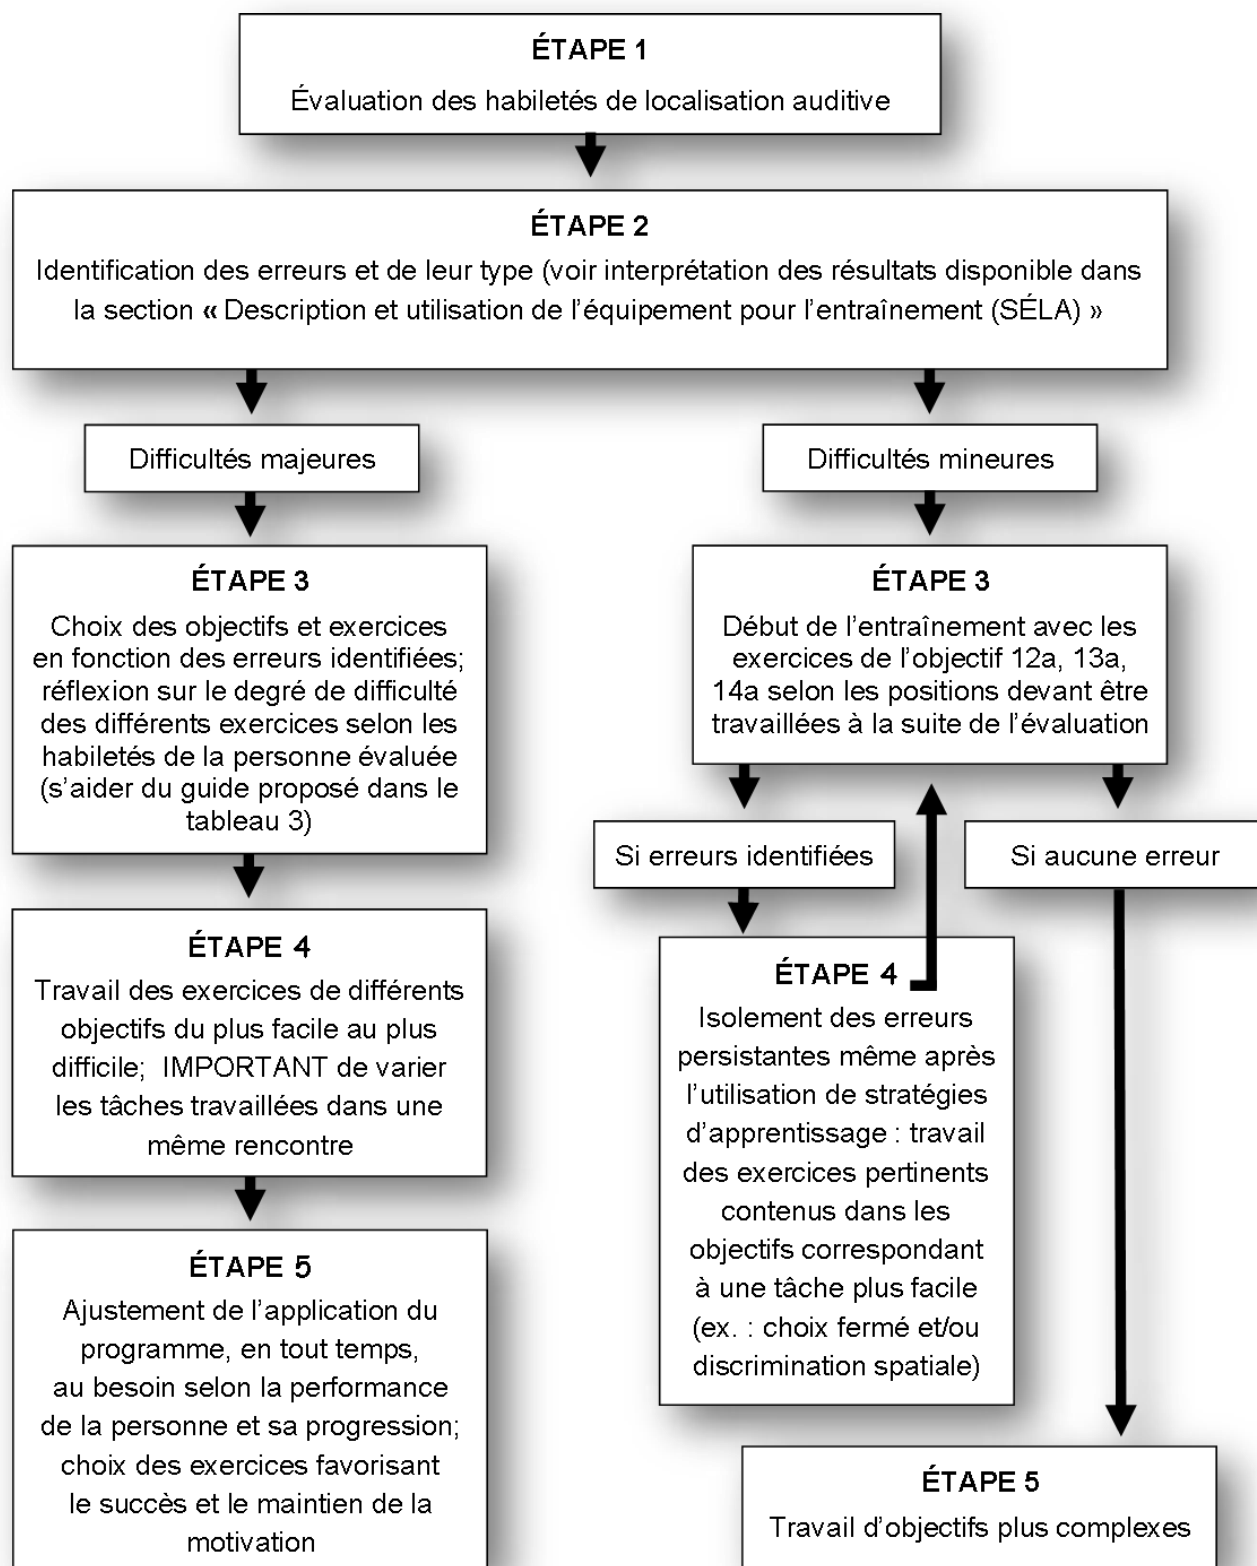 ÉTAPE 1
Évaluation des habiletés de localisation auditive
ÉTAPE 2
Identification des erreurs et de leur type (voir interprétation des résultats disponible dans
la section « Description et utilisation de l’équipement pour l’entraînement (SÉLA) »
Difficultés majeures
Difficultés mineures
ÉTAPE 3
Choix des objectifs et exercices
en fonction des erreurs identifiées;
réflexion sur le degré de difficulté
des différents exercices selon les
habiletés de la personne évaluée
(s’aider du guide proposé dans le
tableau 3)
ÉTAPE 3
Début de l’entraînement avec les
exercices de l’objectif 12a, 13a,
14a selon les positions devant être
travaillées à la suite de l’évaluation
Si erreurs identifiées
Si aucune erreur
ÉTAPE 4
Travail des exercices de différents
objectifs du plus facile au plus
difficile; IMPORTANT de varier
les tâches travaillées dans une
même rencontre
ÉTAPE 4
Isolement des erreurs
persistantes même après
l’utilisation de stratégies
d’apprentissage : travail
des exercices pertinents
contenus dans les
objectifs correspondant
à une tâche plus facile
(ex. : choix fermé et/ou
discrimination spatiale)
ÉTAPE 5
Ajustement de l’application du
programme, en tout temps,
au besoin selon la performance
de la personne et sa progression;
choix des exercices favorisant
le succès et le maintien de la
motivation
ÉTAPE 5
Travail d’objectifs plus complexes